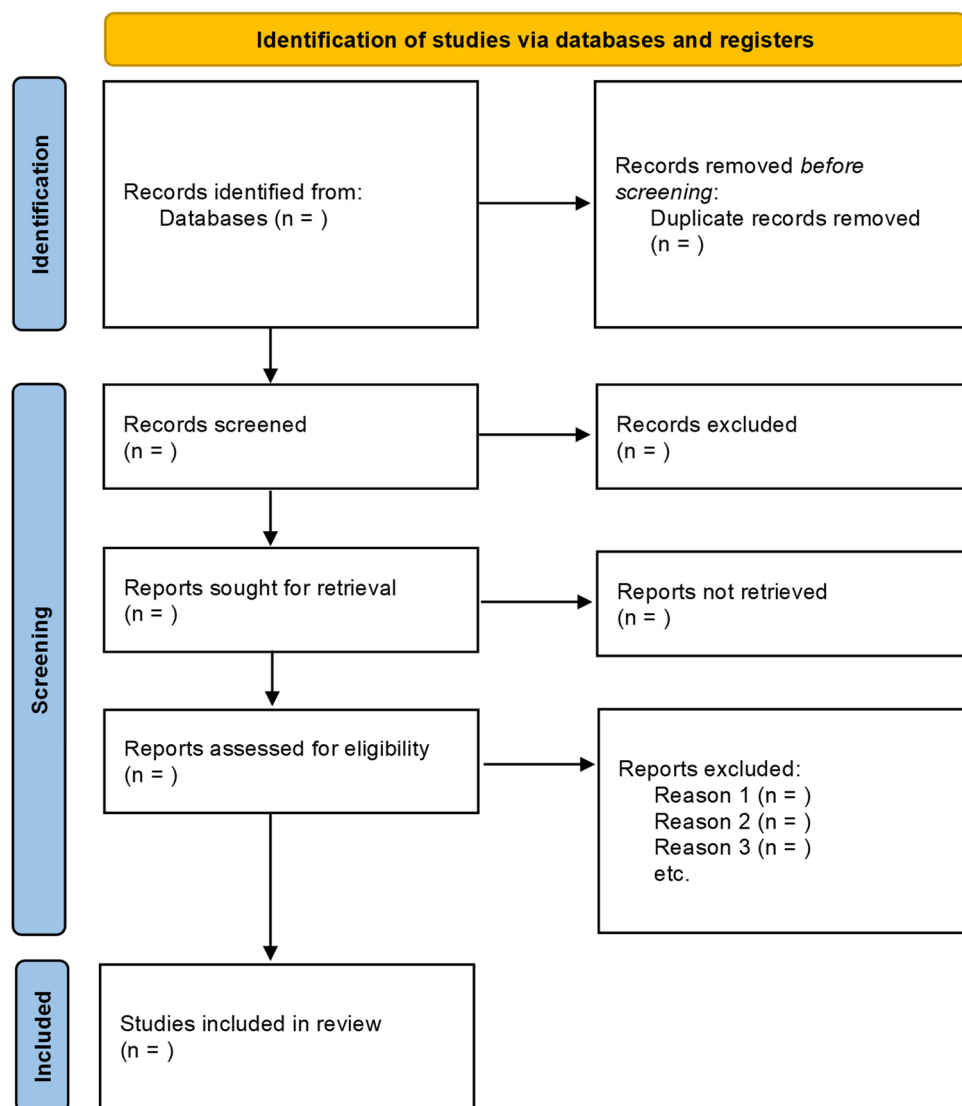 Identification of studies via databases and registers
Identification
Records identified from:
Databases (n = )
Records removed before
screening:
Duplicate records removed
(n = )
Screening
Records screened
(n = )
Records excluded
(n = )
Reports sought for retrieval
(n = )
Reports not retrieved
(n = )
Reports assessed for eligibility
(n = )
Reports excluded:
Reason 1 (n = )
Reason 2 (n = )
Reason 3 (n = )
etc.
Included
Studies included in review
(n = )